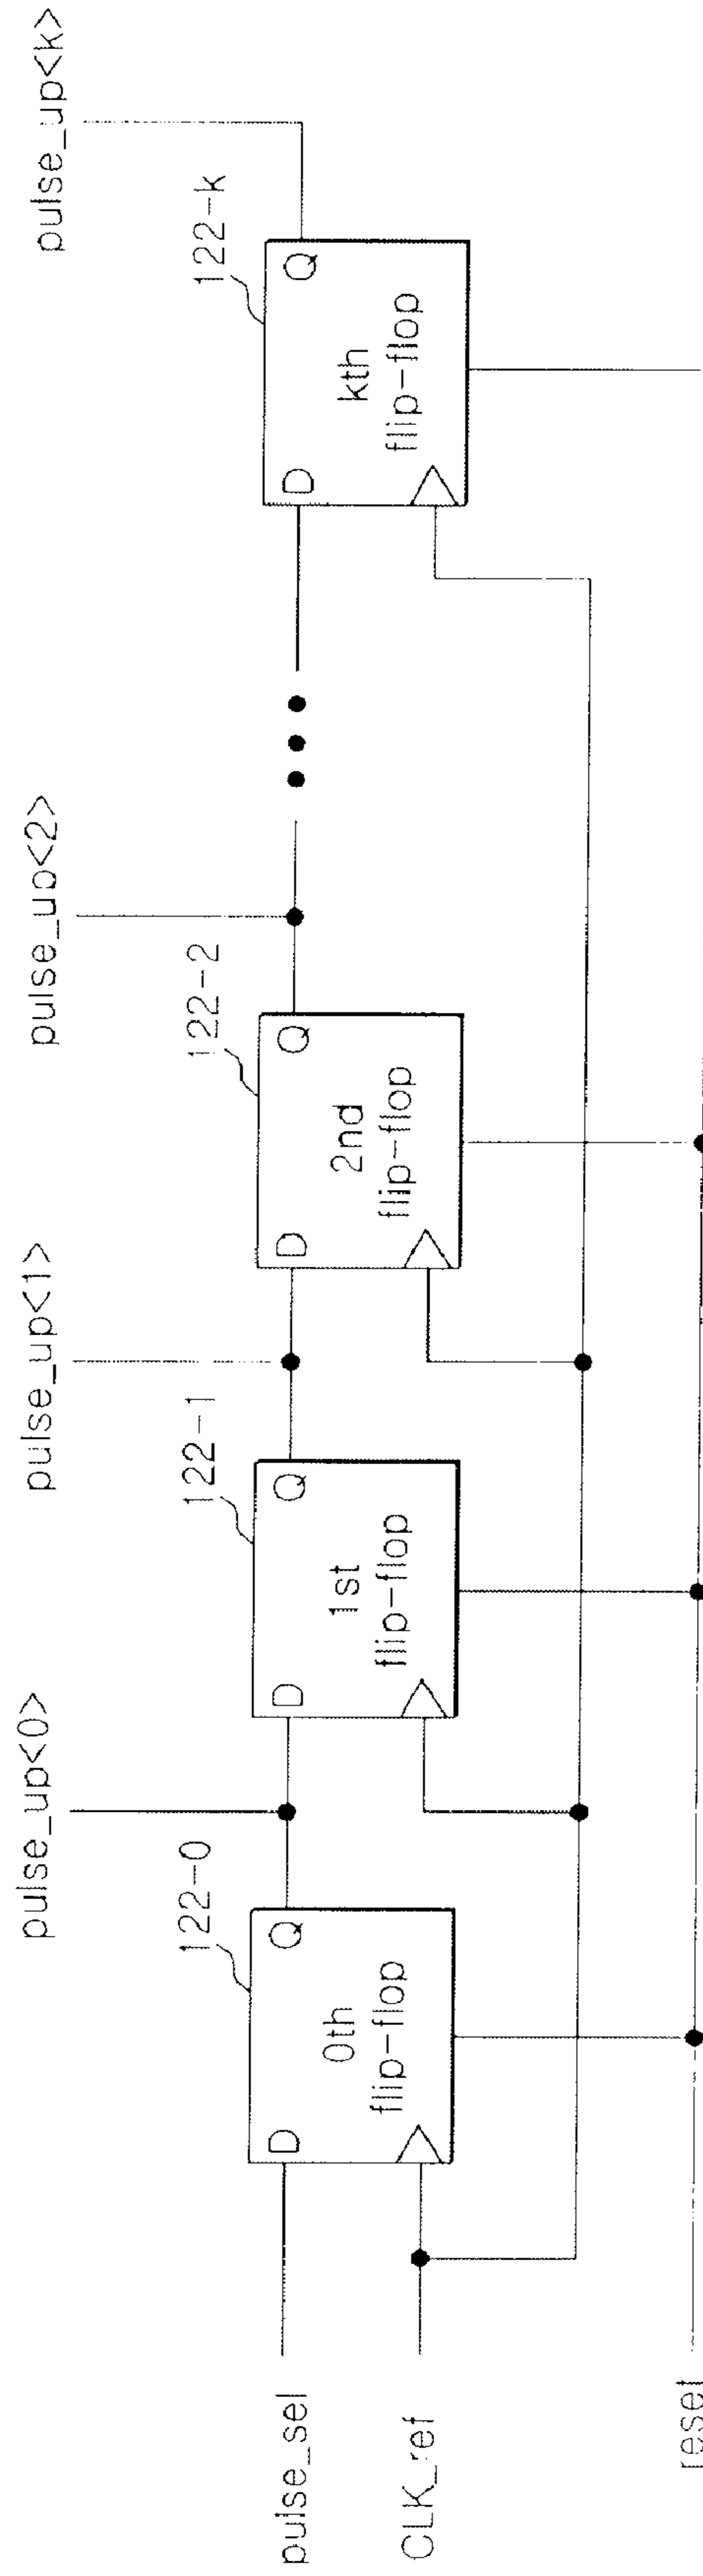 pulse_up<0>
pulse_up<1>
pulse_up<2>
pulse_up<k>
122-0
122-1
122-2
122-k
D
Q
0th
flip-flop
D
Q
1st
flip-flop
D
Q
2nd
flip-flop
D
Q
kth
flip-flop
pulse_sel
CLK_ref
reset